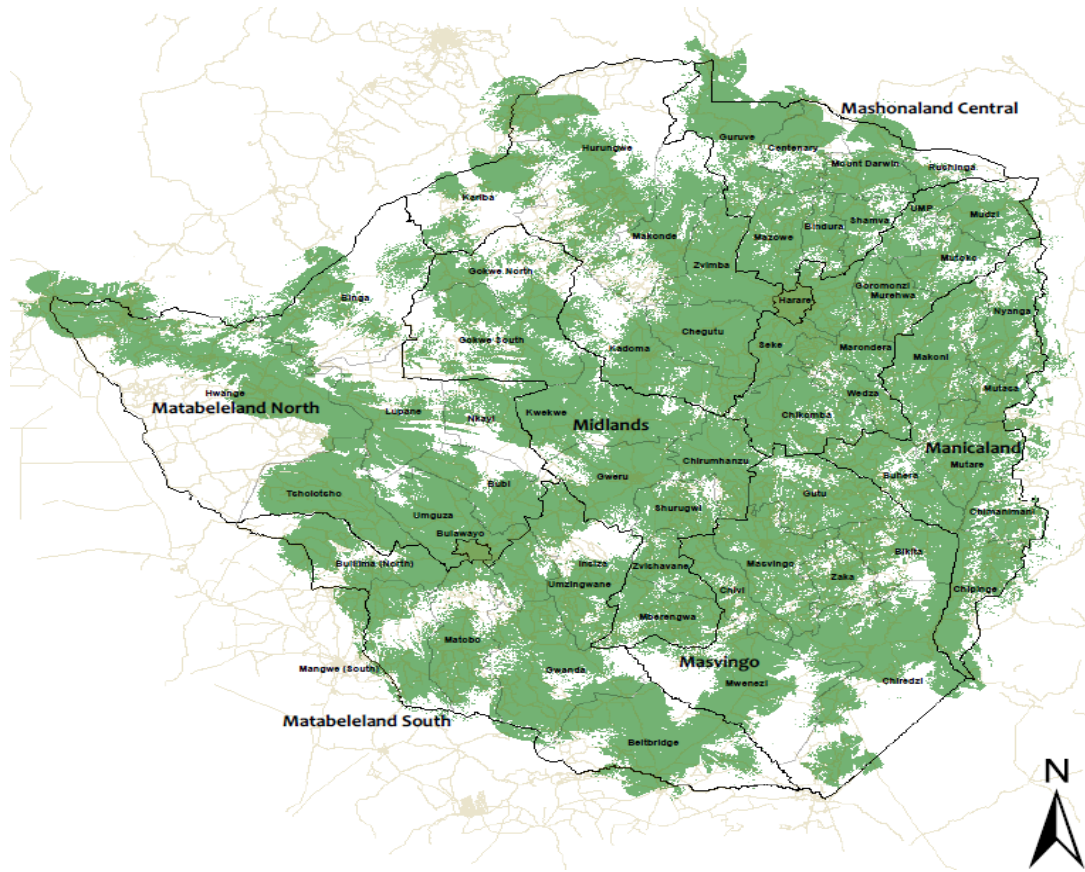 Mashonaland Central
Guruve
Centenary
Hurungwe
Mount Darwin
Rushinga
Kariba
UMP
Mudzi
Shamva
Bindura
Mazowe
Makonde
Zvimba
Mutoko
Gokwe North
Goromonzi
Murehwa
Binga
Harare
Nyanga
Chegutu
Gokwe South
Seke
Kadoma
Marondera
Makoni
Hwange
Mutasa
Wedza
Matabeleland North
Lupane
Nkayi
Kwekwe
Midlands
Chikomba
Manicaland
Chirumhanzu
Mutare
Gweru
Buhera
Bubi
Tsholotsho
Gutu
Shurugwi
Chimanimani
Umguza
Bulawayo
Bikita
Bulilima (North)
Insiza
Zvishavane
Masvingo
Zaka
Umzingwane
Chivi
Chipinge
Mberengwa
Matobo
Mangwe (South)
Gwanda
Masvingo
Mwenezi
Chiredzi
Matabeleland South
Beitbridge
N